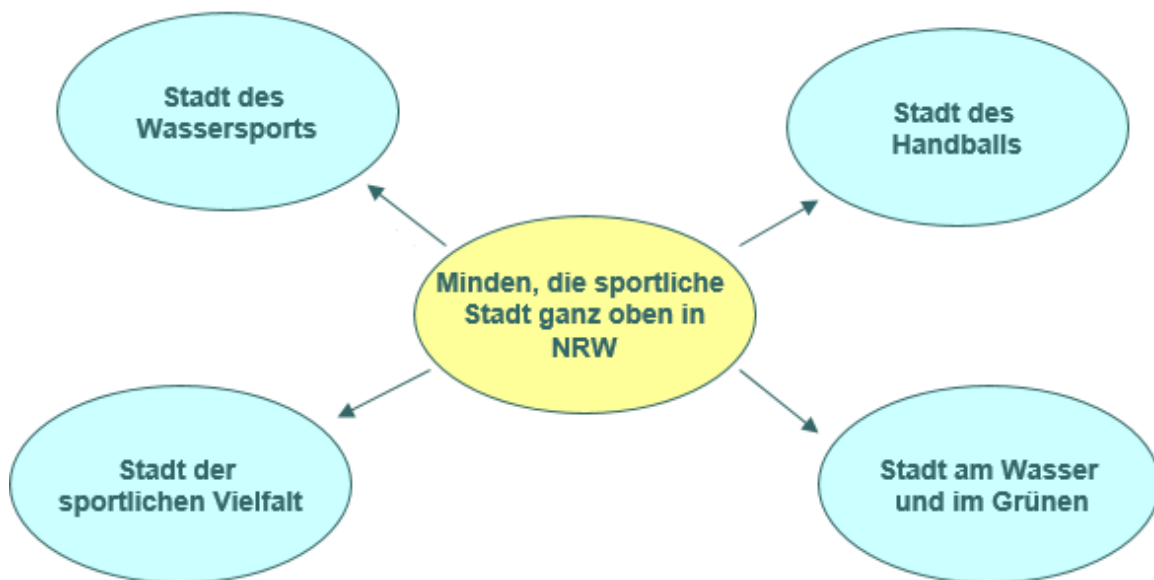 Stadt des
Wassersports
Stadt des
Handballs
Minden, die sportliche
Stadt ganz oben in
NRW
Stadt der
sportlichen Vielfalt
Stadt am Wasser
und im Grünen